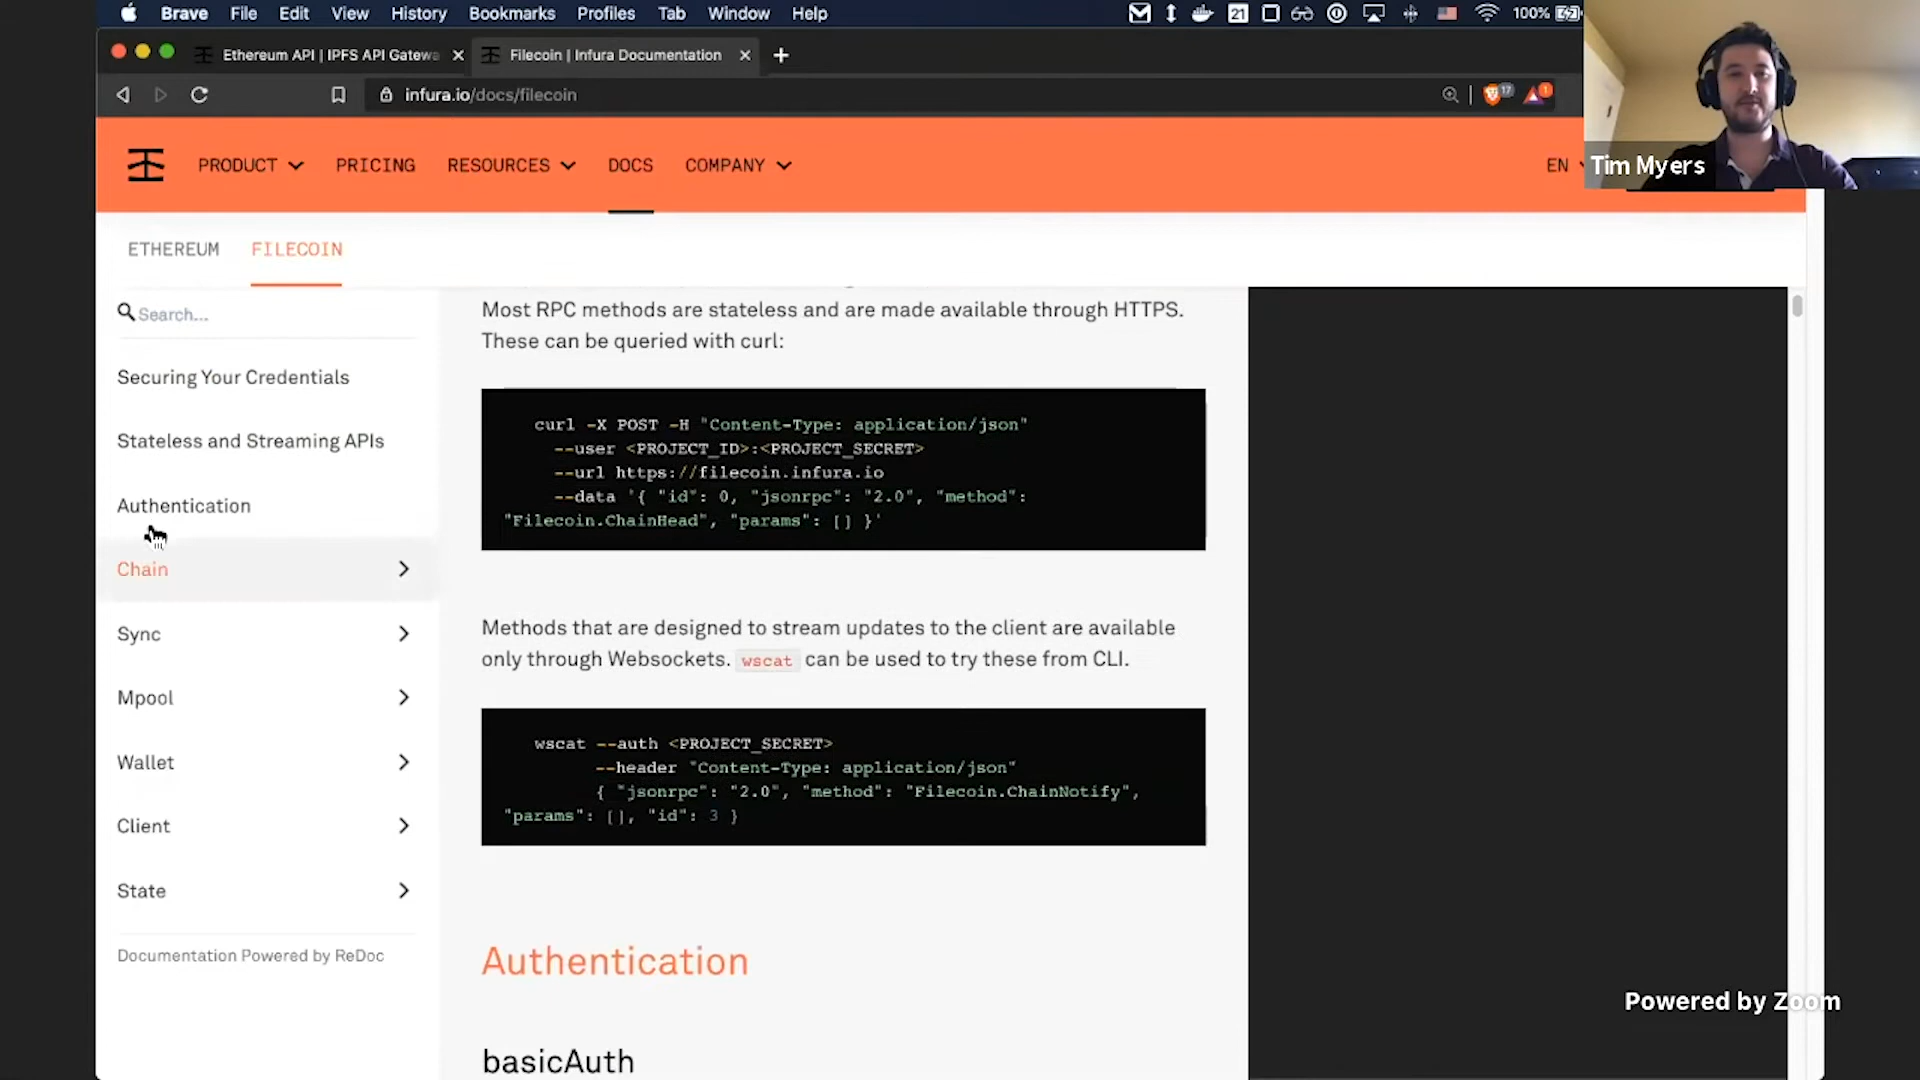 Brave File Edit View History Bookmarks Profiles Tab Window Help 21 100%
Ethereum API | IPFS API Gatewa Filecoin | Infura Documentation
infura.io/docs/filecoin 17 1
PRODUCT PRICING RESOURCES DOCS COMPANY EN
Tim Myers
ETHEREUM FILECOIN
Search...
Securing Your Credentials
Stateless and Streaming APIs
Authentication
Chain
Sync
Mpool
Wallet
Client
State
Documentation Powered by ReDoc
Most RPC methods are stateless and are made available through HTTPS.
These can be queried with curl:
curl -X POST -H "Content-Type: application/json"
--user <PROJECT_ID>:<PROJECT_SECRET>
--url https://filecoin.infura.io
--data '{ "id": 0, "jsonrpc": "2.0", "method":
"Filecoin.ChainHead", "params": [] }'
Methods that are designed to stream updates to the client are available
only through Websockets. wscat can be used to try these from CLI.
wscat --auth <PROJECT_SECRET>
--header "Content-Type: application/json"
{ "jsonrpc": "2.0", "method": "Filecoin.ChainNotify",
"params": [], "id": 3 }
Authentication
basicAuth
Powered by Zoom